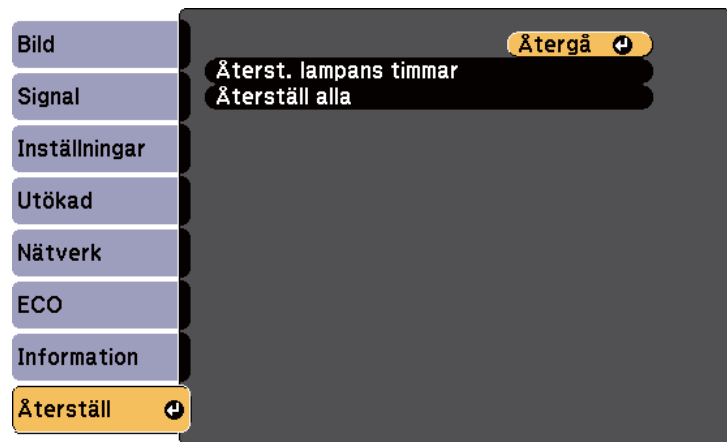 Bild
Signal
Inställningar
Utökad
Nätverk
ECO
Information
Återställ
Återgå
Återst. lampans timmar
Återställ alla